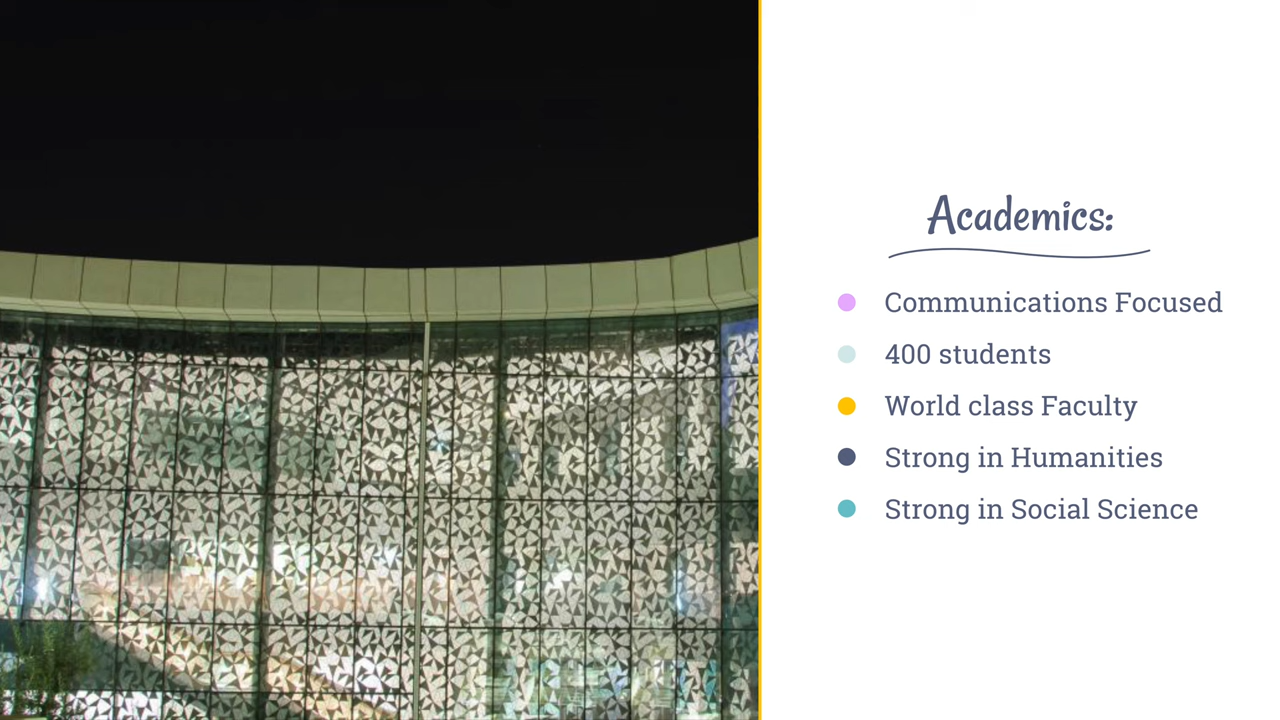 Academics:
Communications Focused
400 students
World class Faculty
Strong in Humanities
Strong in Social Science